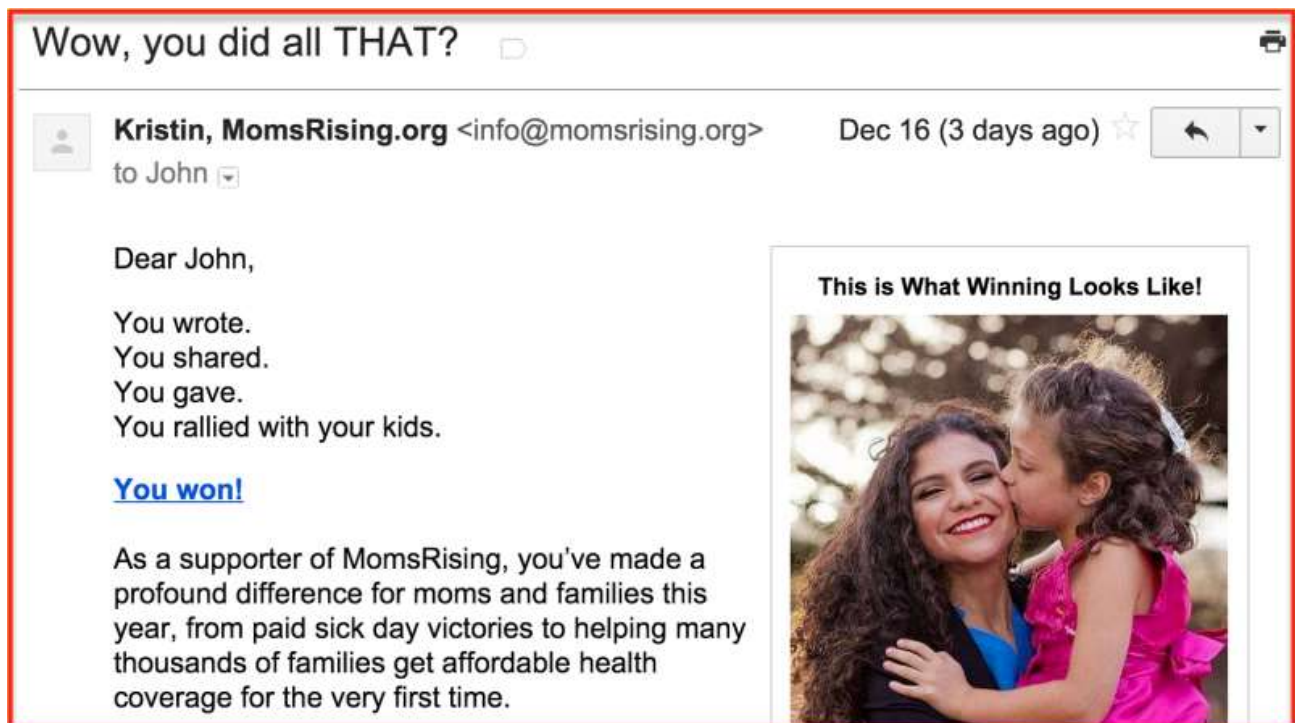 Wow, you did all THAT?
Kristin, MomsRising.org <info@momsrising.org>
Dec 16 (3 days ago)
to John
Dear John,
You wrote.
You shared.
You gave.
You rallied with your kids.
You won!
As a supporter of MomsRising, you've made a
profound difference for moms and families this
year, from paid sick day victories to helping many
thousands of families get affordable health
coverage for the very first time.
This is What Winning Looks Like!